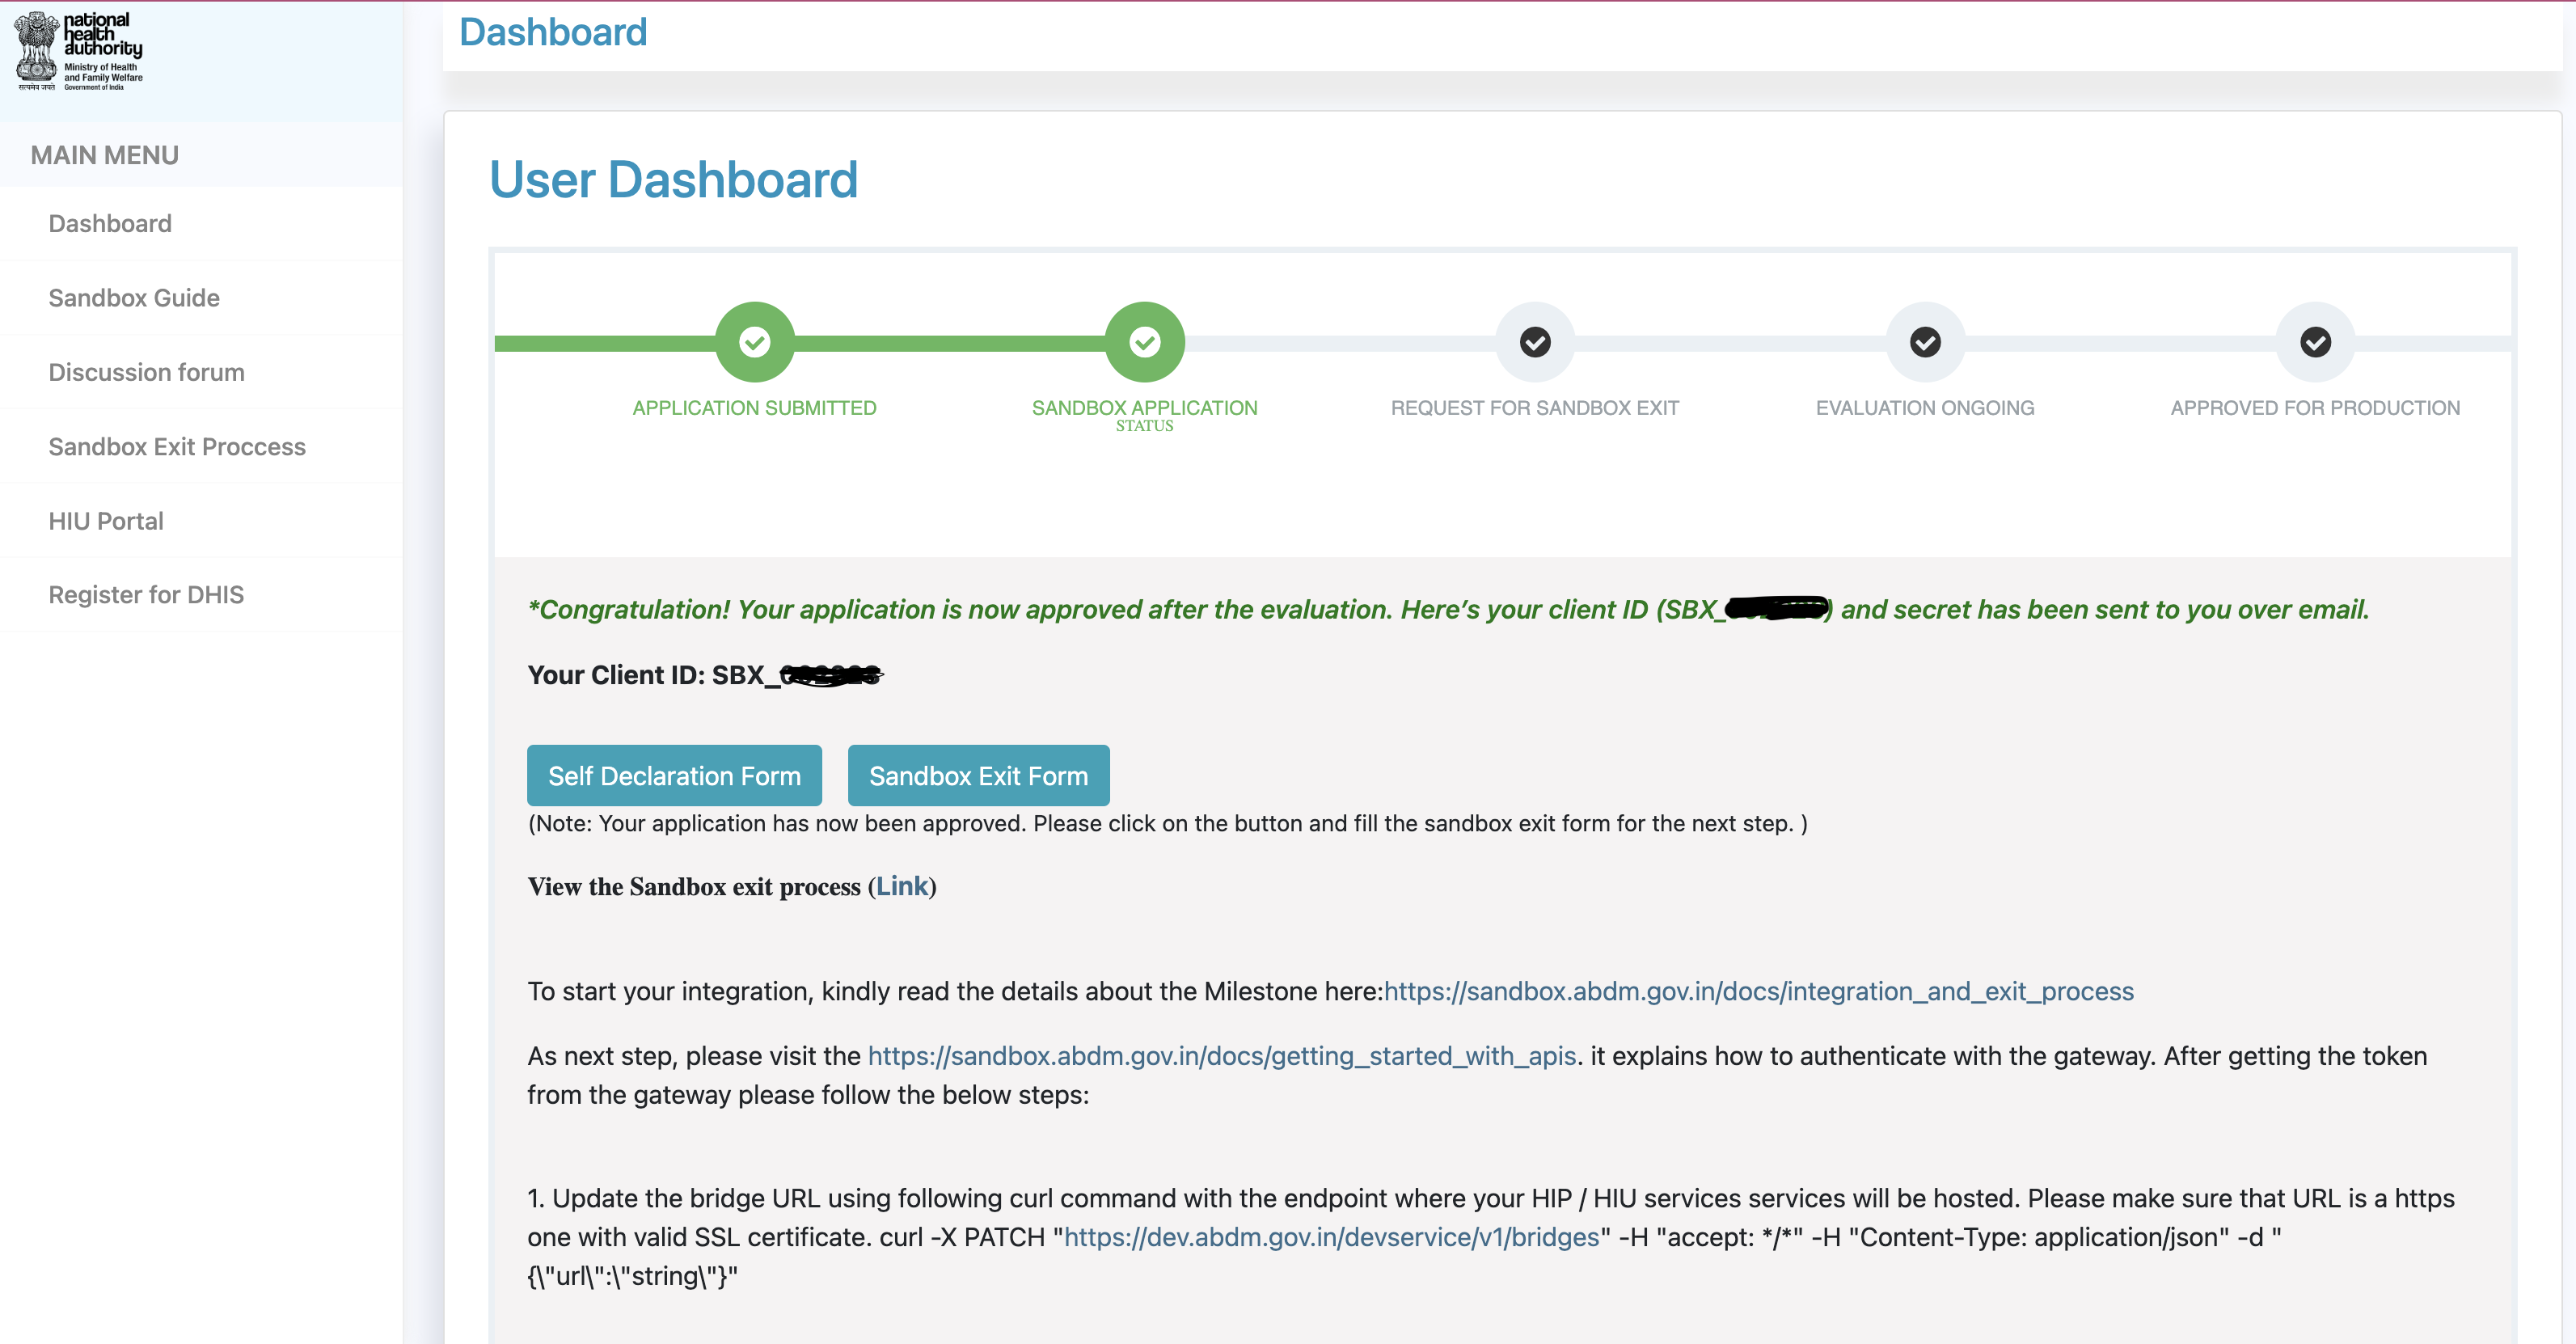 national
health
authority
Ministry of Health
and Family Welfare
Government of India
सत्यमेव जयते
MAIN MENU
Dashboard
Sandbox Guide
Discussion forum
Sandbox Exit Proccess
HIU Portal
Register for DHIS
Dashboard
User Dashboard
APPLICATION SUBMITTED
SANDBOX APPLICATION
STATUS
REQUEST FOR SANDBOX EXIT
EVALUATION ONGOING
APPROVED FOR PRODUCTION
*Congratulation! Your application is now approved after the evaluation. Here's your client ID (SBX_ ) and secret has been sent to you over email.
Your Client ID: SBX_
Self Declaration Form
Sandbox Exit Form
(Note: Your application has now been approved. Please click on the button and fill the sandbox exit form for the next step. )
View the Sandbox exit process (Link)
To start your integration, kindly read the details about the Milestone here:https://sandbox.abdm.gov.in/docs/integration_and_exit_process
As next step, please visit the https://sandbox.abdm.gov.in/docs/getting_started_with_apis. it explains how to authenticate with the gateway. After getting the token
from the gateway please follow the below steps:
1. Update the bridge URL using following curl command with the endpoint where your HIP / HIU services services will be hosted. Please make sure that URL is a https
one with valid SSL certificate. curl -X PATCH "https://dev.abdm.gov.in/devservice/v1/bridges" -H "accept: */*" -H "Content-Type: application/json" -d "
{\"url\":\"string\"}"